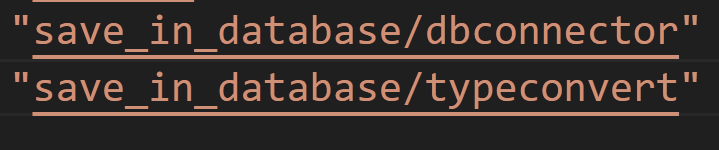 "save_in_database/dbconnector"
"save_in_database/typeconvert"